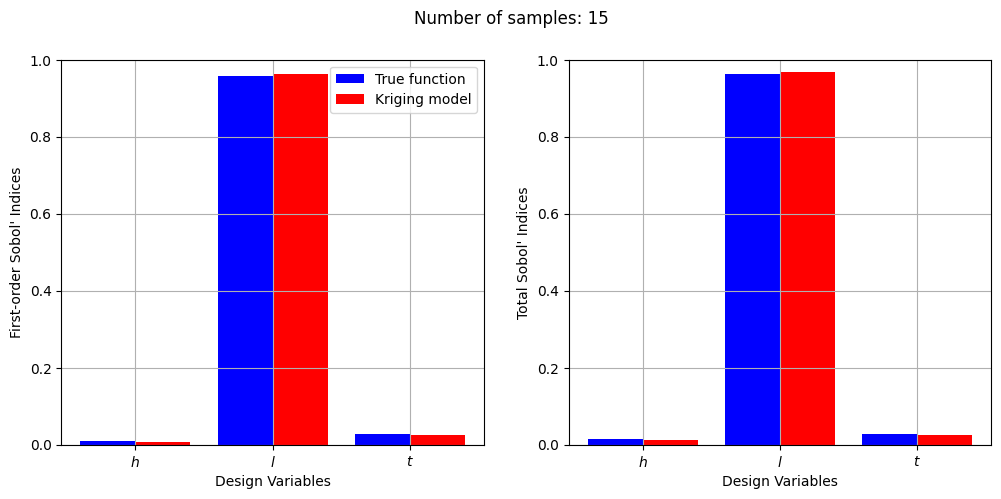 Number of samples: 15
First-order Sobol' Indices
1.0
0.8
0.6
0.4
0.2
0.0
True function
Kriging model
h
l
t
Design Variables
Total Sobol' Indices
1.0
0.8
0.6
0.4
0.2
0.0
h
l
t
Design Variables